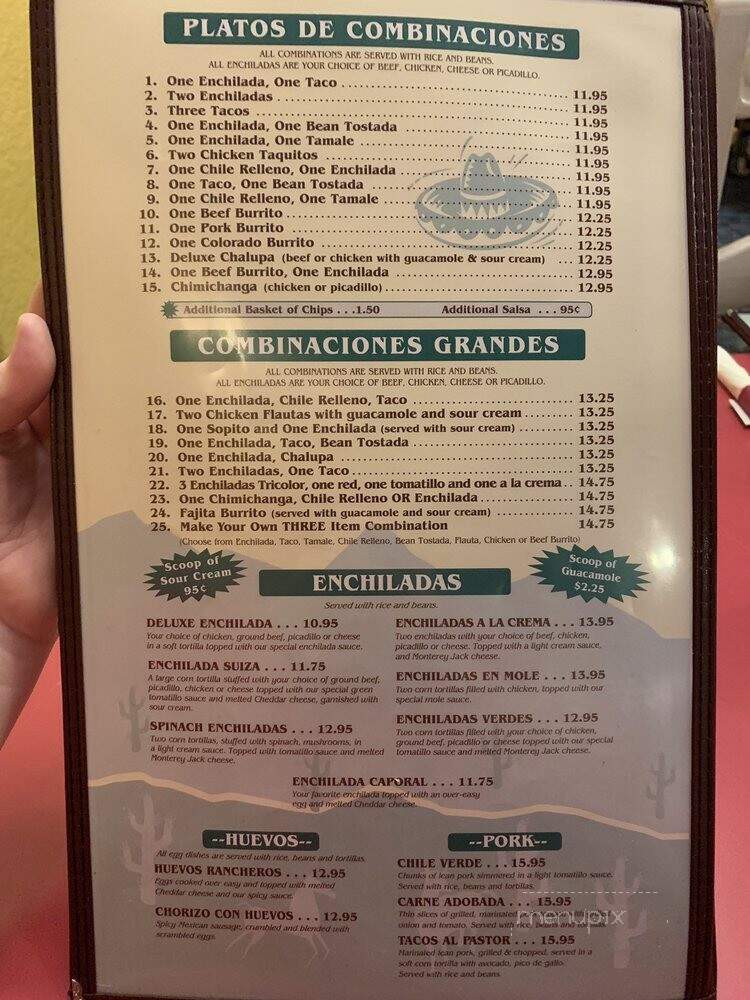 PLATOS DE COMBINACIONES
ALL COMBINATIONS ARE SERVED WITH RICE AND BEANS.
ALL ENCHILADAS ARE YOUR CHOICE OF BEEF, CHICKEN, CHEESE OR PICADILLO.
1. One Enchilada, One Taco ... 11.95
2. Two Enchiladas ... 11.95
3. Three Tacos ... 11.95
4. One Enchilada, One Bean Tostada ... 11.95
5. One Enchilada, One Tamale ... 11.95
6. Two Chicken Taquitos ... 11.95
7. One Chile Relleno, One Enchilada ... 11.95
8. One Taco, One Bean Tostada ... 11.95
9. One Chile Relleno, One Tamale ... 11.95
10. One Beef Burrito ... 12.25
11. One Pork Burrito ... 12.25
12. One Colorado Burrito ... 12.25
13. Deluxe Chalupa (beef or chicken with guacamole & sour cream) ... 12.25
14. One Beef Burrito, One Enchilada ... 12.95
15. Chimichanga (chicken or picadillo) ... 12.95
Additional Basket of Chips . . .1.50 Additional Salsa . . . 95¢
COMBINACIONES GRANDES
ALL COMBINATIONS ARE SERVED WITH RICE AND BEANS.
ALL ENCHILADAS ARE YOUR CHOICE OF BEEF, CHICKEN, CHEESE OR PICADILLO.
16. One Enchilada, Chile Relleno, Taco ... 13.25
17. Two Chicken Flautas with guacamole and sour cream ... 13.25
18. One Sopito and One Enchilada (served with sour cream) ... 13.25
19. One Enchilada, Taco, Bean Tostada ... 13.25
20. One Enchilada, Chalupa ... 13.25
21. Two Enchiladas, One Taco ... 13.25
22. 3 Enchiladas Tricolor, one red, one tomatillo and one a la crema . . 14.75
23. One Chimichanga, Chile Relleno OR Enchilada ... 14.75
24. Fajita Burrito (served with guacamole and sour cream) ... 14.75
25. Make Your Own THREE Item Combination 14.75
(Choose from Enchilada, Taco, Tamale, Chile Relleno, Bean Tostada, Flauta, Chicken or Beef Burrito)
Scoop of
Sour Cream
95¢
Scoop of
Guacamole
$2.25
ENCHILADAS
Served with rice and beans.
DELUXE ENCHILADA . . . 10.95
Your choice of chicken, ground beef, picadillo or cheese
in a soft tortilla topped with our special enchilada sauce.
ENCHILADA SUIZA . . . 11.75
A large corn tortilla stuffed with your choice of ground beef,
picadillo, chicken or cheese topped with our special green
tomatillo sauce and melted Cheddar cheese, garnished with
sour cream.
SPINACH ENCHILADAS . . . 12.95
Two corn tortillas, stuffed with spinach, mushrooms, in
a light cream sauce. Topped with tomatillo sauce and melted
Monterey Jack cheese.
ENCHILADAS A LA CREMA . . . 13.95
Two enchiladas with your choice of beef, chicken,
picadillo or cheese. Topped with a light cream sauce,
and Monterey Jack cheese.
ENCHILADAS EN MOLE . . . 13.95
Two corn tortillas filled with chicken, topped with our
special mole sauce.
ENCHILADAS VERDES . . . 12.95
Two corn tortillas filled with your choice of chicken,
ground beef, picadillo or cheese topped with our special
tomatillo sauce and melted Monterey Jack cheese.
ENCHILADA CAPORAL . . . 11.75
Your favorite enchilada topped with an over-easy
egg and melted Cheddar cheese.
--HUEVOS--
All egg dishes are served with rice, beans and tortillas.
HUEVOS RANCHEROS . . . 12.95
Eggs cooked over easy and topped with melted
Cheddar cheese and our spicy sauce.
CHORIZO CON HUEVOS . . . 12.95
Spicy Mexican sausage, crumbled and blended with
scrambled eggs.
--PORK--
CHILE VERDE . . . 15.95
Chunks of lean pork simmered in a light tomatillo sauce.
Served with rice, beans and tortillas.
CARNE ADOBADA . . . 15.95
Thin slices of grilled, marinated
onion and tomato. Served with rice, beans and
TACOS AL PASTOR . . . 15.95
Marinated lean pork, grilled & chopped, served in a
soft corn tortilla with avocado, pico de gallo.
Served with rice and beans
menupix